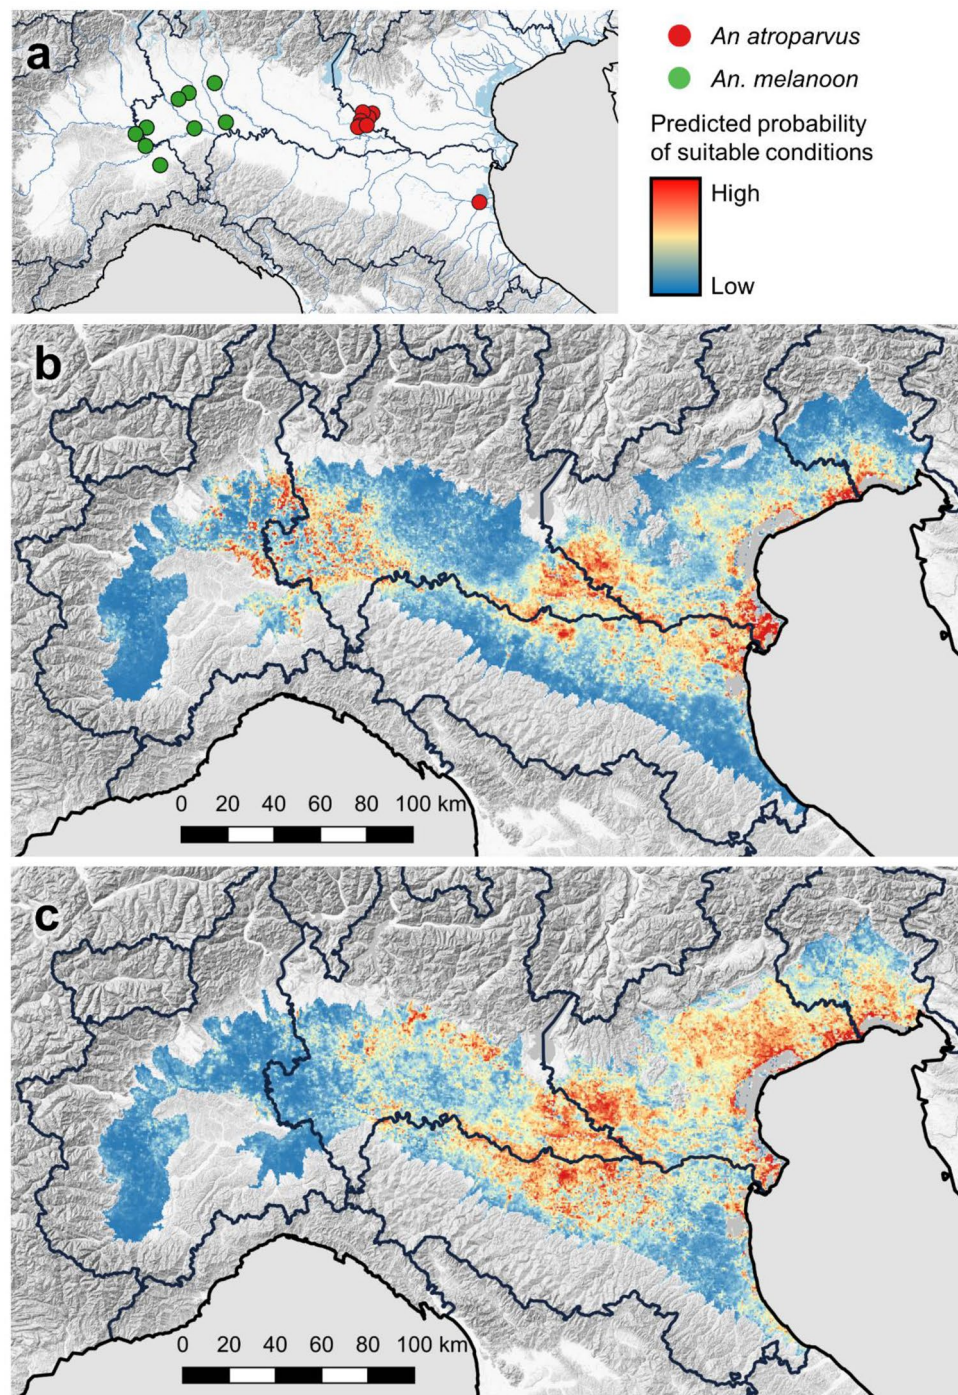 a
An atroparvus
An. melanoon
Predicted probability
of suitable conditions
High
Low
b
0 20 40 60 80 100 km
c
0 20 40 60 80 100 km